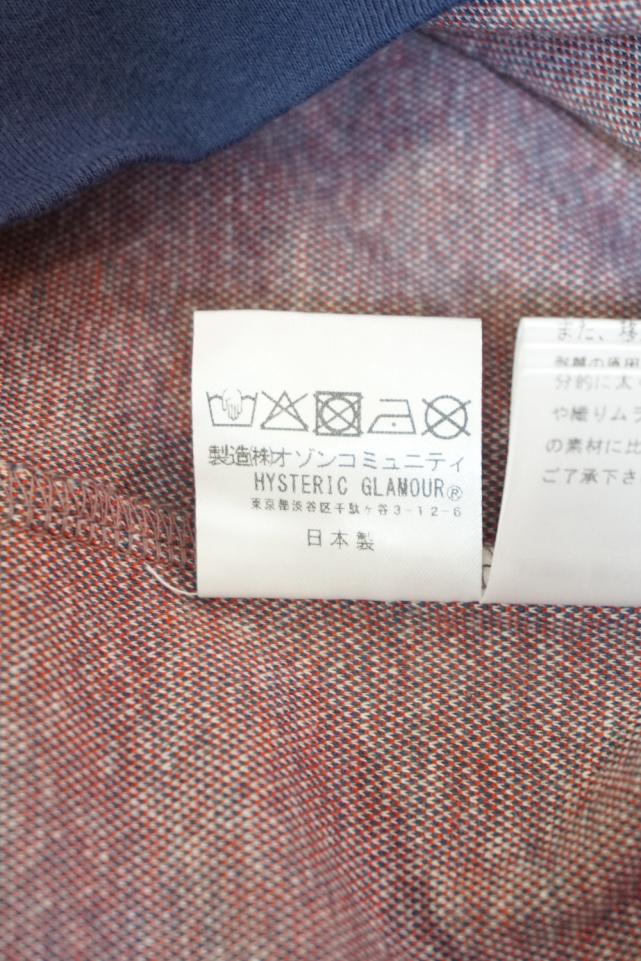 製造㈱オゾンコミュニティ
HYSTERIC GLAMOUR®
東京都渋谷区千駄ヶ谷3-12-6
日本製
また、移
分的に太
や織りムラ
の素材に比
ご了承下さ